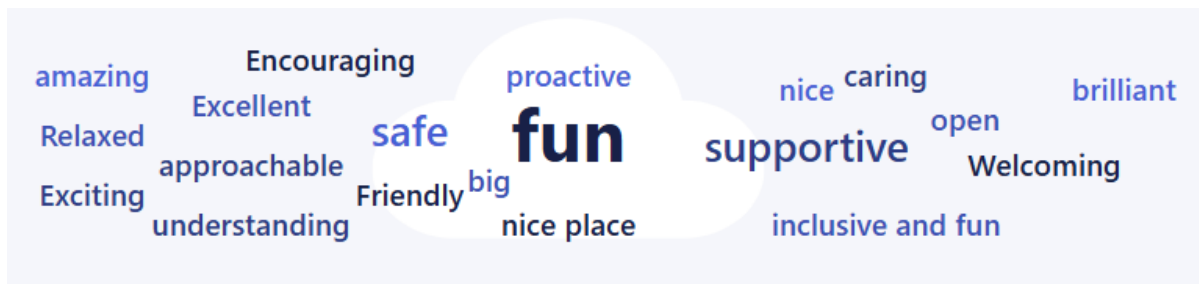 Encouraging
amazing
proactive
caring
nice
brilliant
Excellent
open
Relaxed
safe
fun
supportive
approachable
Welcoming
Exciting
Friendly
big
understanding
nice place
inclusive and fun